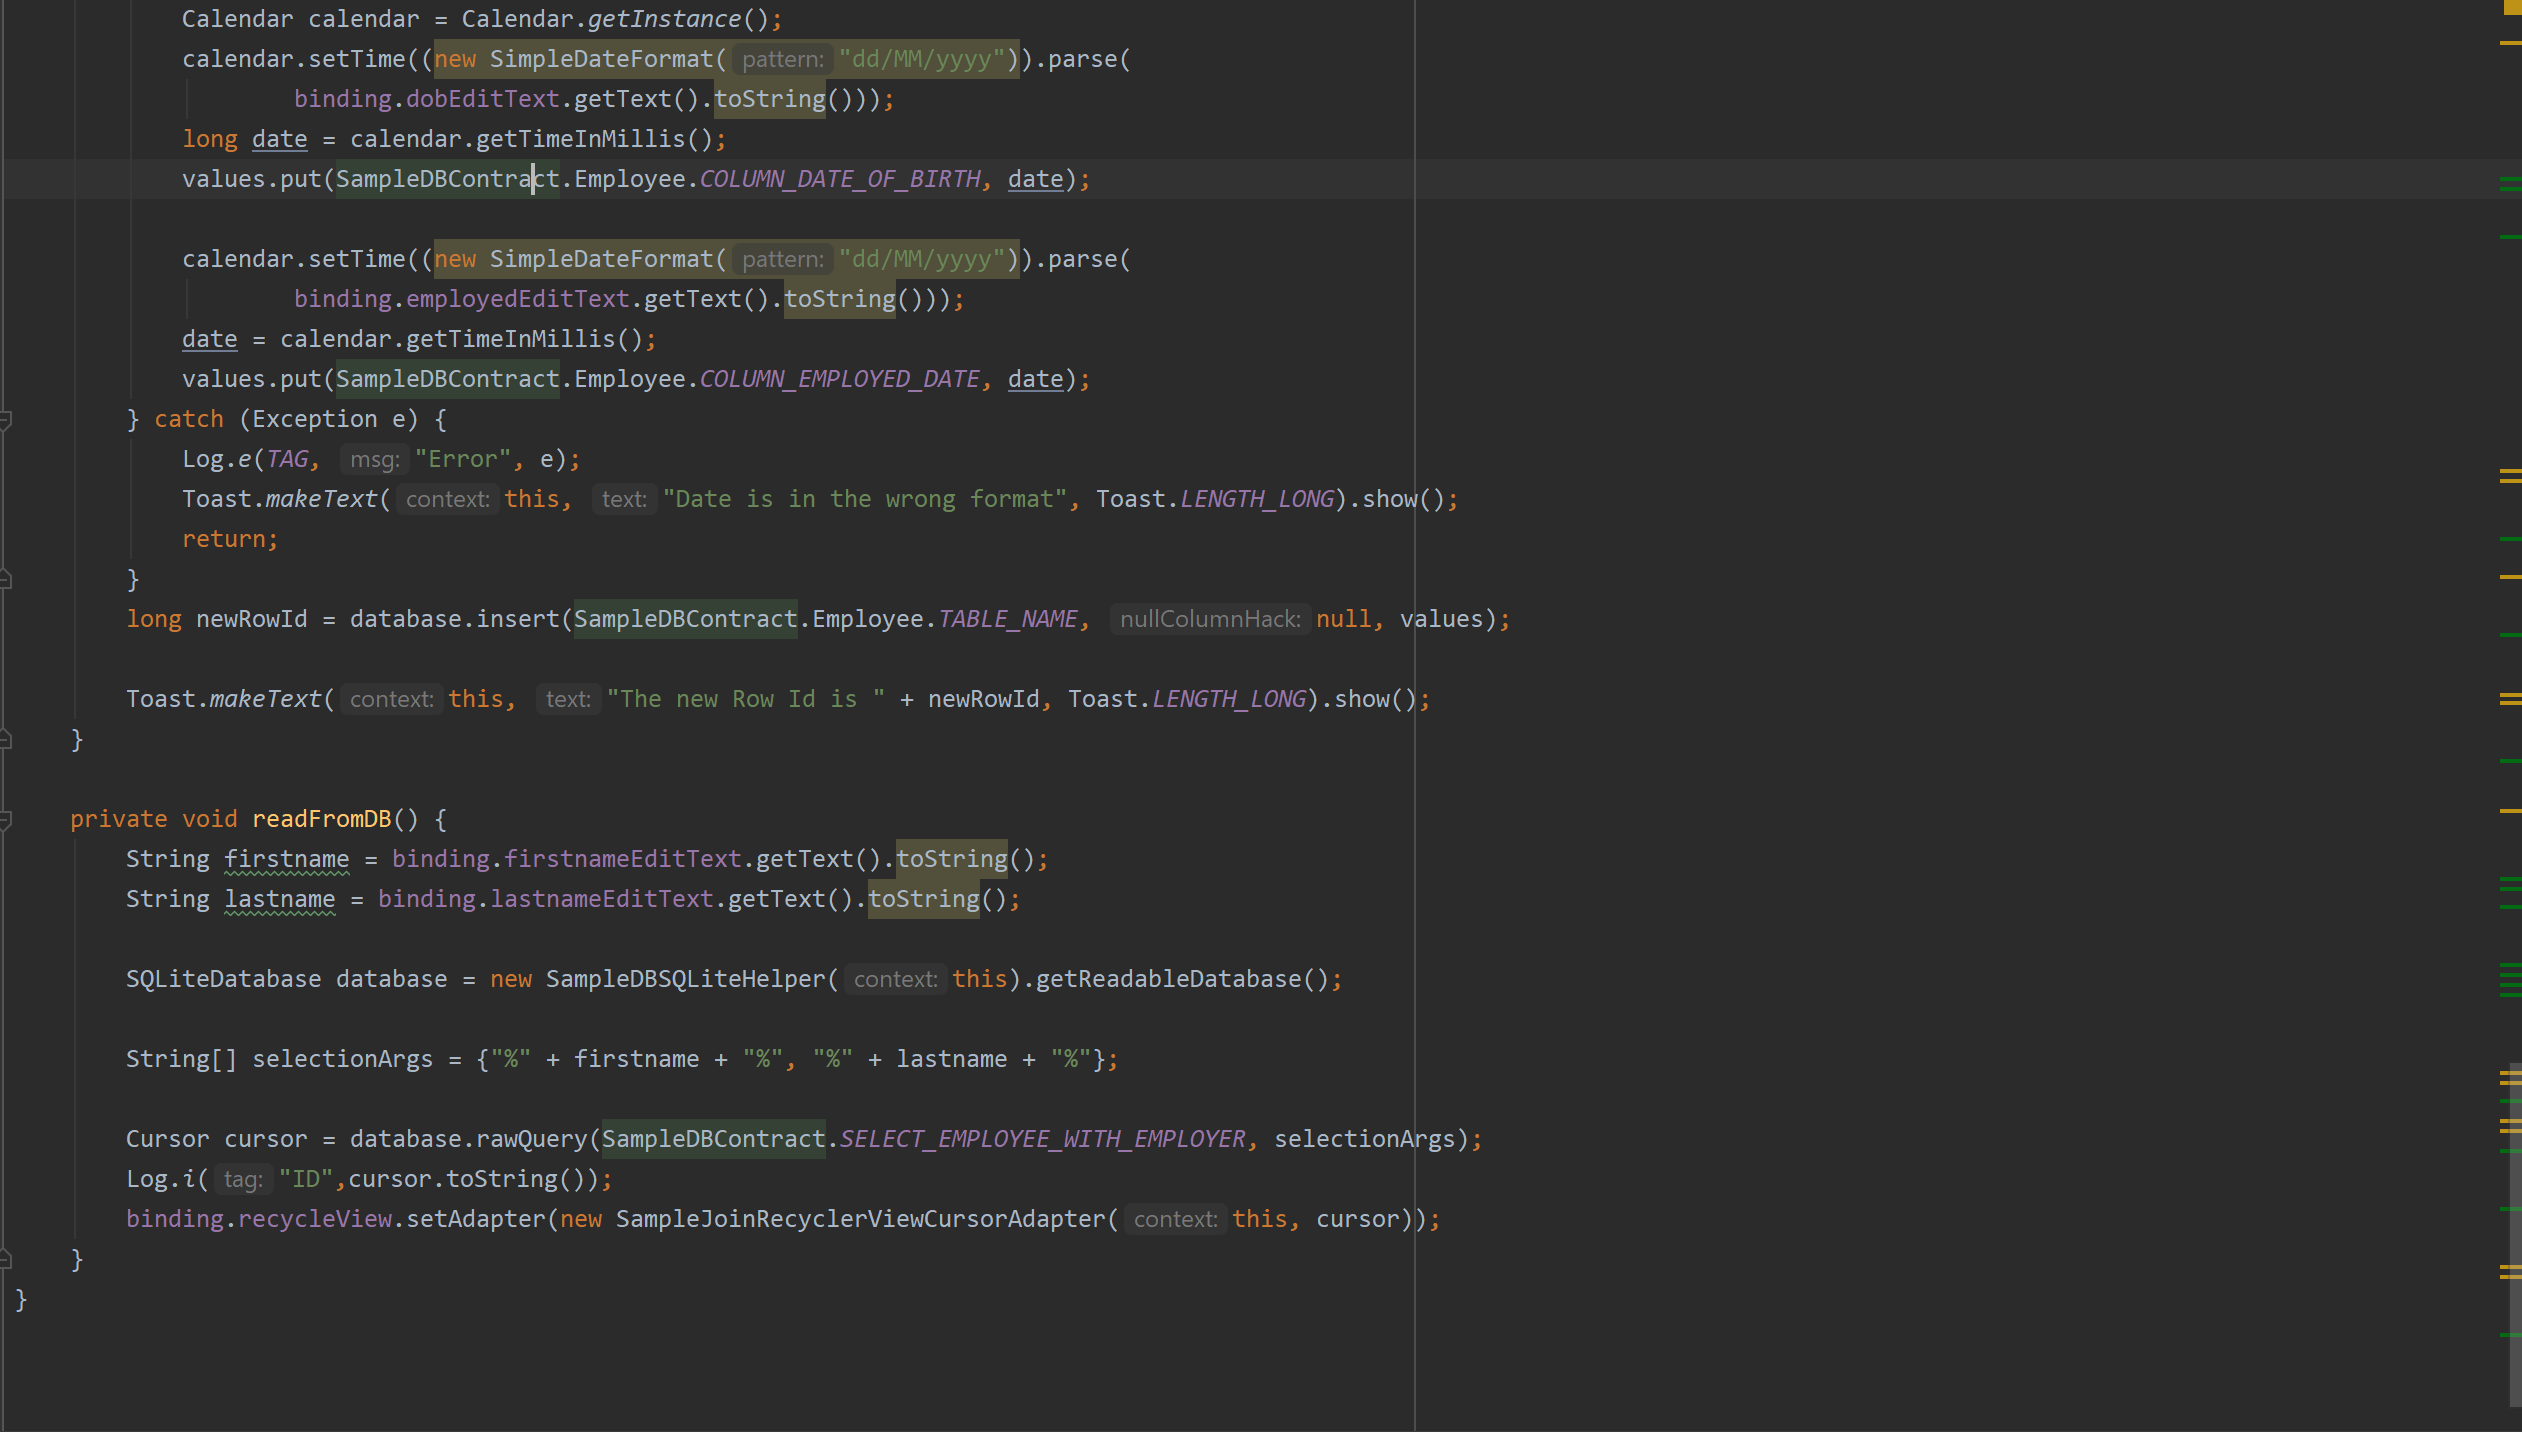 Calendar calendar = Calendar.getInstance();
calendar.setTime((new SimpleDateFormat( pattern: "dd/MM/yyyy")).parse(
binding.dobEditText.getText().toString()));
long date = calendar.getTimeInMillis();
values.put(SampleDBContract.Employee.COLUMN_DATE_OF_BIRTH, date);
calendar.setTime((new SimpleDateFormat( pattern: "dd/MM/yyyy")).parse(
binding.employedEditText.getText().toString()));
date = calendar.getTimeInMillis();
values.put(SampleDBContract.Employee.COLUMN_EMPLOYED_DATE, date);
} catch (Exception e) {
Log.e(TAG, msg: "Error", e);
Toast.makeText( context: this, text: "Date is in the wrong format", Toast.LENGTH_LONG).show();
return;
}
long newRowId = database.insert(SampleDBContract.Employee.TABLE_NAME, nullColumnHack: null, values);
Toast.makeText( context: this, text: "The new Row Id is " + newRowId, Toast.LENGTH_LONG).show();
}
private void readFromDB() {
String firstname = binding.firstnameEditText.getText().toString();
String lastname = binding.lastnameEditText.getText().toString();
SQLiteDatabase database = new SampleDBSQLiteHelper( context: this).getReadableDatabase();
String[] selectionArgs = {"%" + firstname + "%", "%" + lastname + "%"};
Cursor cursor = database.rawQuery(SampleDBContract.SELECT_EMPLOYEE_WITH_EMPLOYER, selectionArgs);
Log.i( tag: "ID",cursor.toString());
binding.recycleView.setAdapter(new SampleJoinRecyclerViewCursorAdapter( context: this, cursor));
}
}